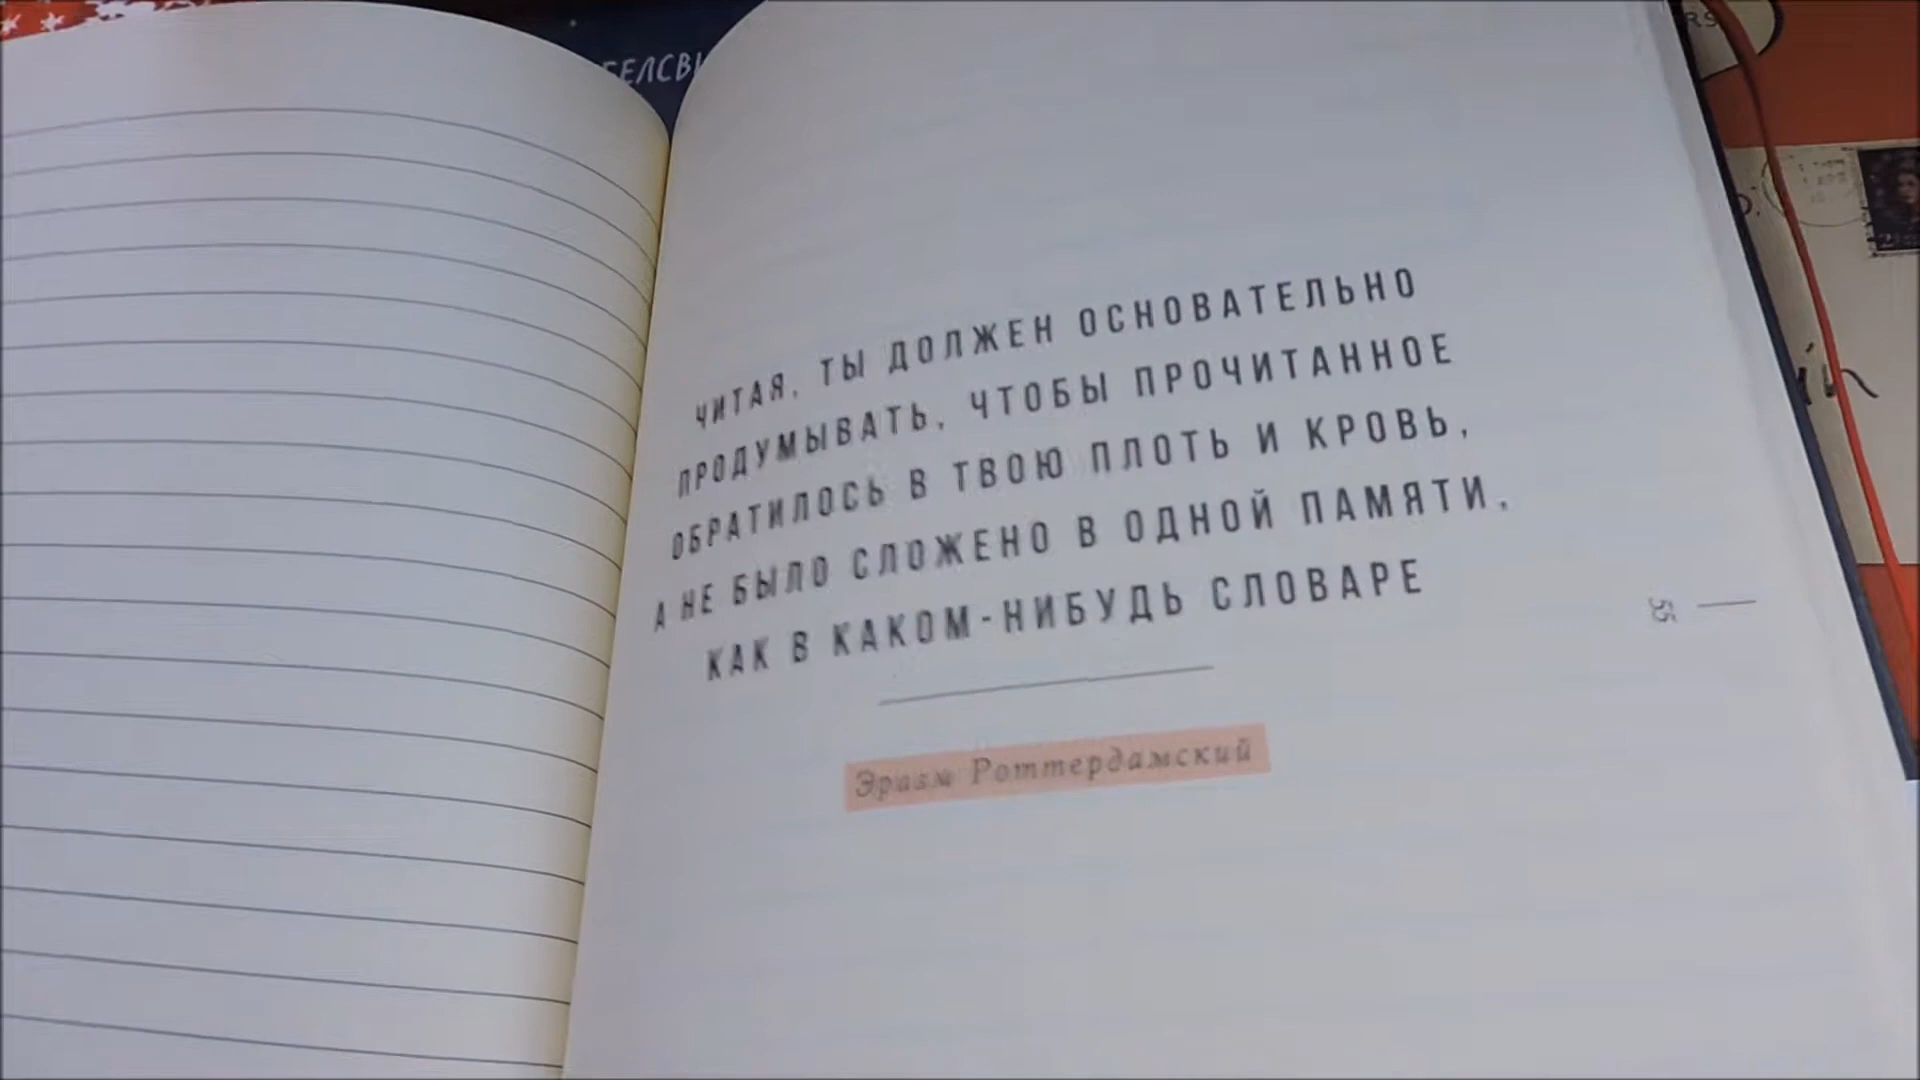 ЧИТАЯ, ТЫ ДОЛЖЕН ОСНОВАТЕЛЬНО
ПРОДУМЫВАТЬ, ЧТОБЫ ПРОЧИТАННОЕ
ОБРАТИЛОСЬ В ТВОЮ ПЛОТЬ И КРОВЬ,
А НЕ БЫЛО СЛОЖЕНО В ОДНОЙ ПАМЯТИ,
КАК В КАКОМ-НИБУДЬ СЛОВАРЕ
Эразм Роттердамский